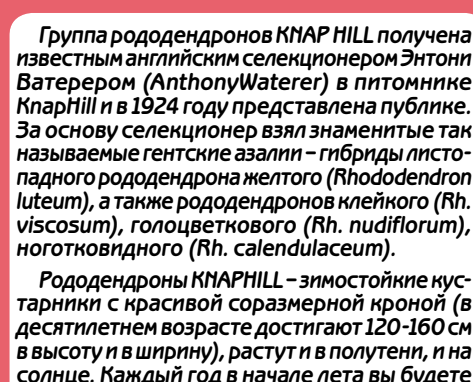 Группа рододендронов KNAP HILL получена
известным английским селекционером Энтони
Ватерером (AnthonyWaterer) в питомнике
KnapHill и в 1924 году представлена публике.
За основу селекционер взял знаменитые так
называемые гентские азалии – гибриды листо-
падного рододендрона желтого (Rhododendron
luteum), а также рододендронов клейкого (Rh.
viscosum), голоцветкового (Rh. nudiflorum),
ноготковидного (Rh. calendulaceum).
Рододендроны KNAPHILL – зимостойкие кус-
тарники с красивой соразмерной кроной (в
десятилетнем возрасте достигают 120-160 см
в высоту и в ширину), растут и в полутени, и на
солнце. Каждый год в начале лета вы будете